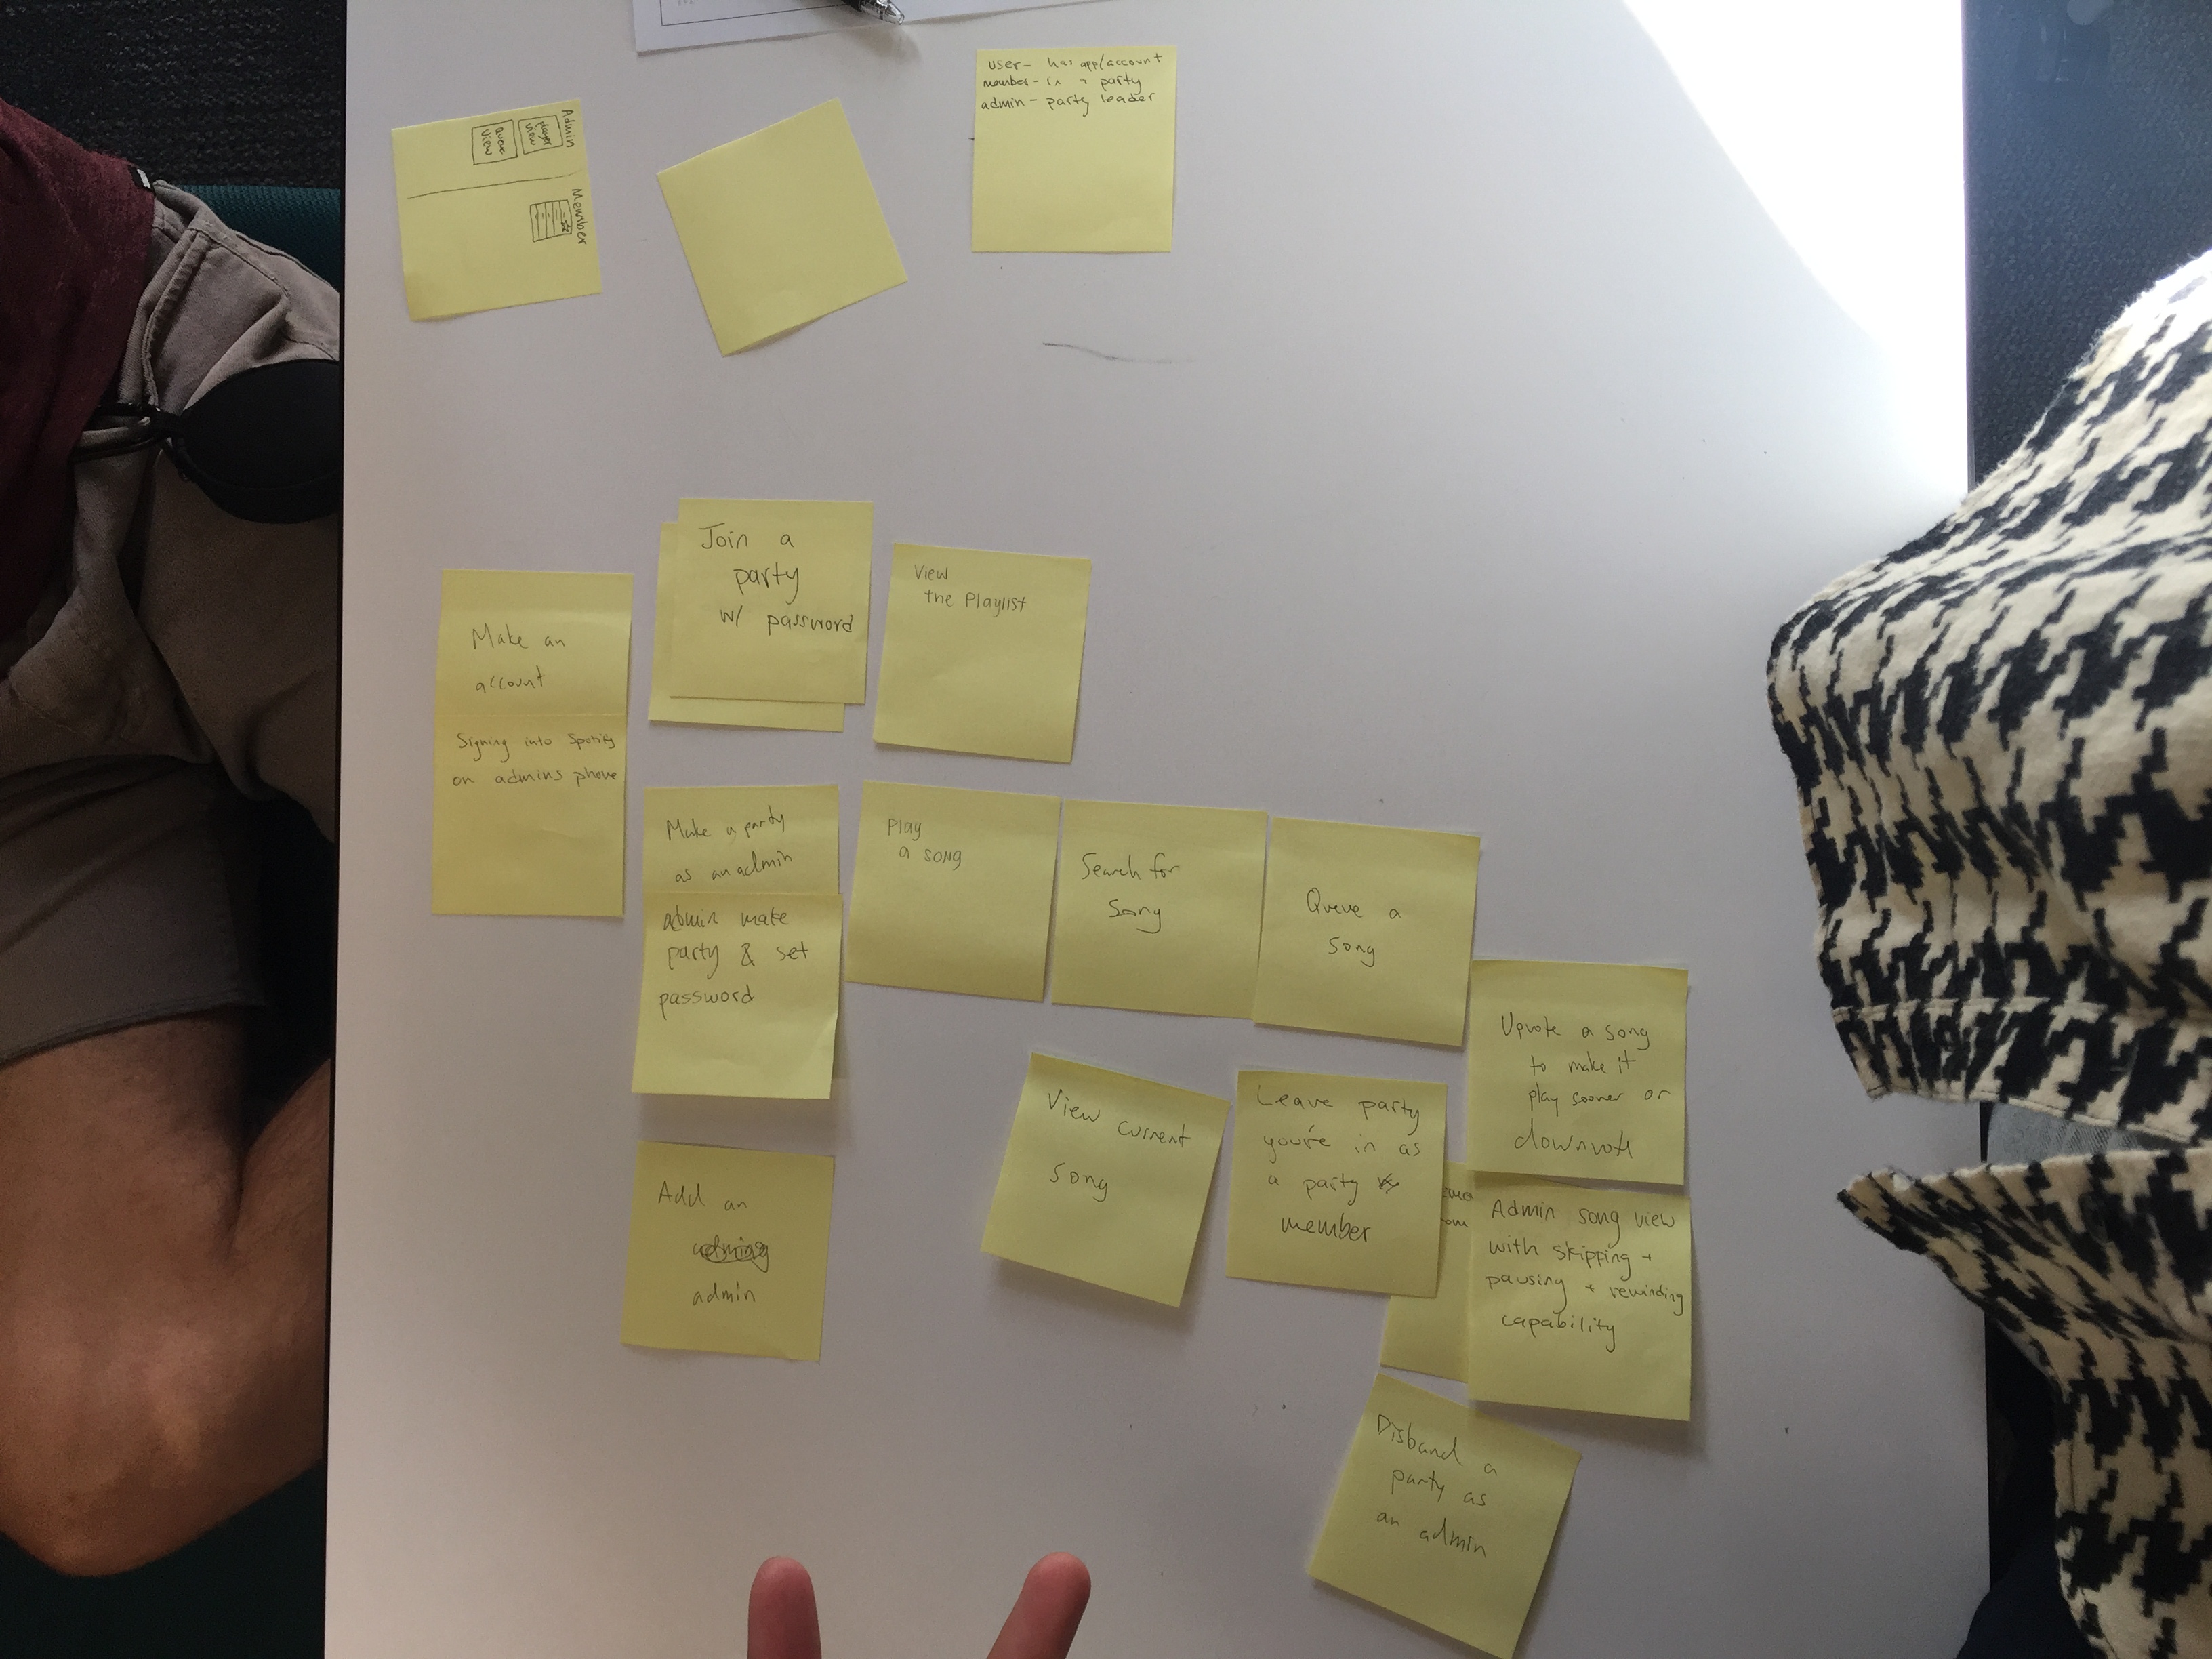 Admin
Member
user- has app/account
member- in a party
admin- party leader
Make an
account
Signing into Spotify
on admins phone
Join a
party
w/ password
Make a party
as an admin
admin make
party & set
password
Add an
admin
View
the Playlist
Play
a song
Search for
Song
View current
song
Queue a
song
Leave party
you're in as
a party
member
Upvote a song
to make it
play sooner or
downvote
Admin song view
with skipping +
pausing + rewinding
capability
Disband a
party as
an admin